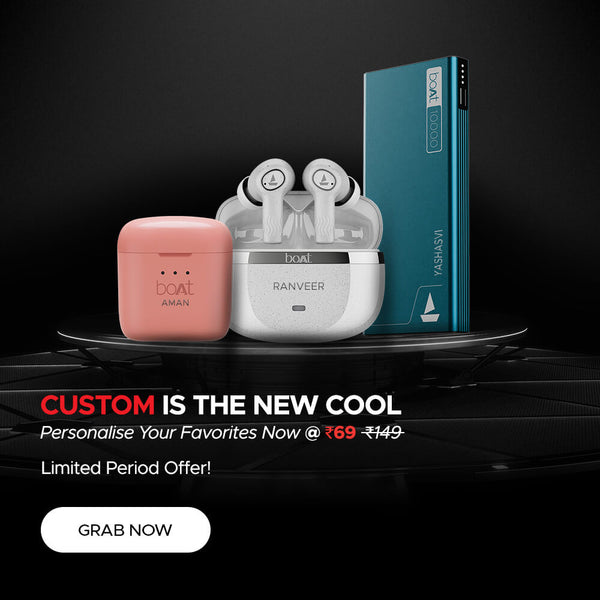 boAt 10000
YASHASVI
boAt
RANVEER
boAt
AMAN
CUSTOM IS THE NEW COOL
Personalise Your Favorites Now @ ₹69 ₹149
Limited Period Offer!
GRAB NOW